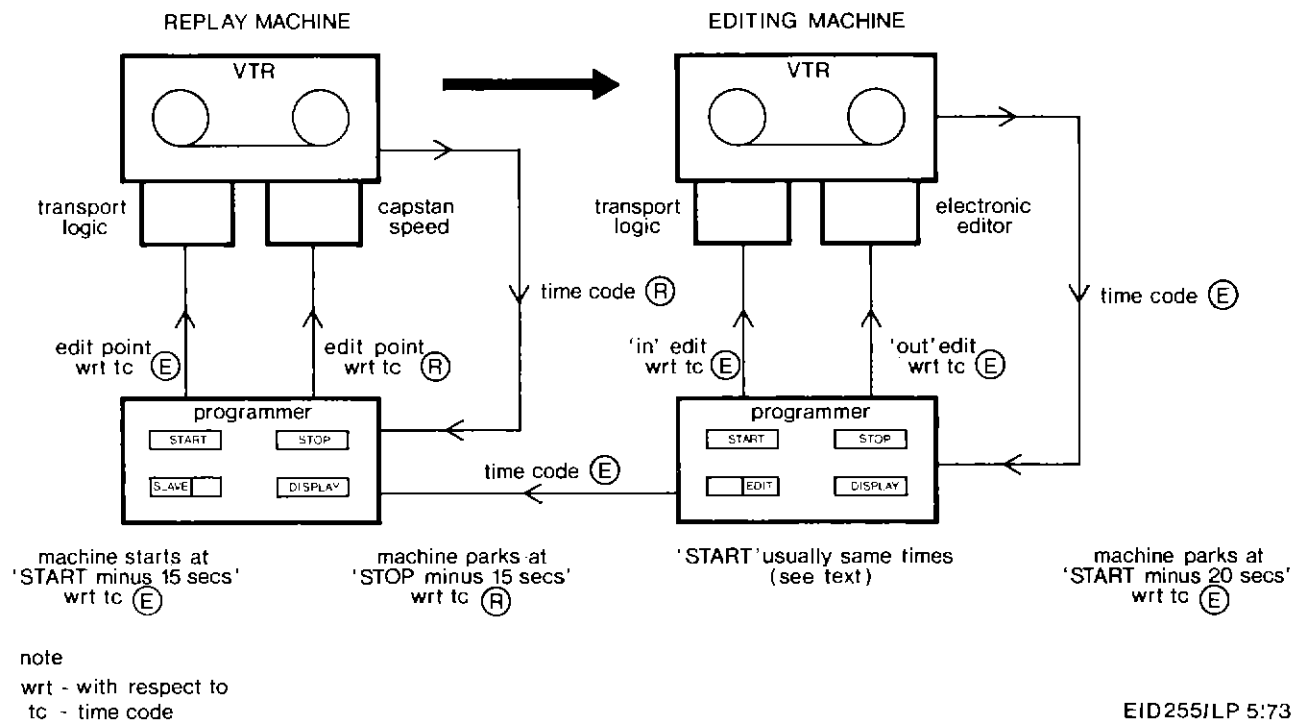 REPLAY MACHINE
EDITING MACHINE
VTR
VTR
transport
logic
capstan
speed
transport
logic
electronic
editor
time code R
time code E
edit point
wrt tc E
edit point
wrt tc R
'in' edit
wrt tc E
'out' edit
wrt tc E
programmer
START
STOP
SLAVE
DISPLAY
time code E
programmer
START
STOP
EDIT
DISPLAY
machine starts at
'START minus 15 secs'
wrt tc E
machine parks at
'STOP minus 15 secs'
wrt tc R
'START' usually same times
(see text)
machine parks at
'START minus 20 secs'
wrt tc E
note
wrt - with respect to
tc - time code
EID255/LP 5:73